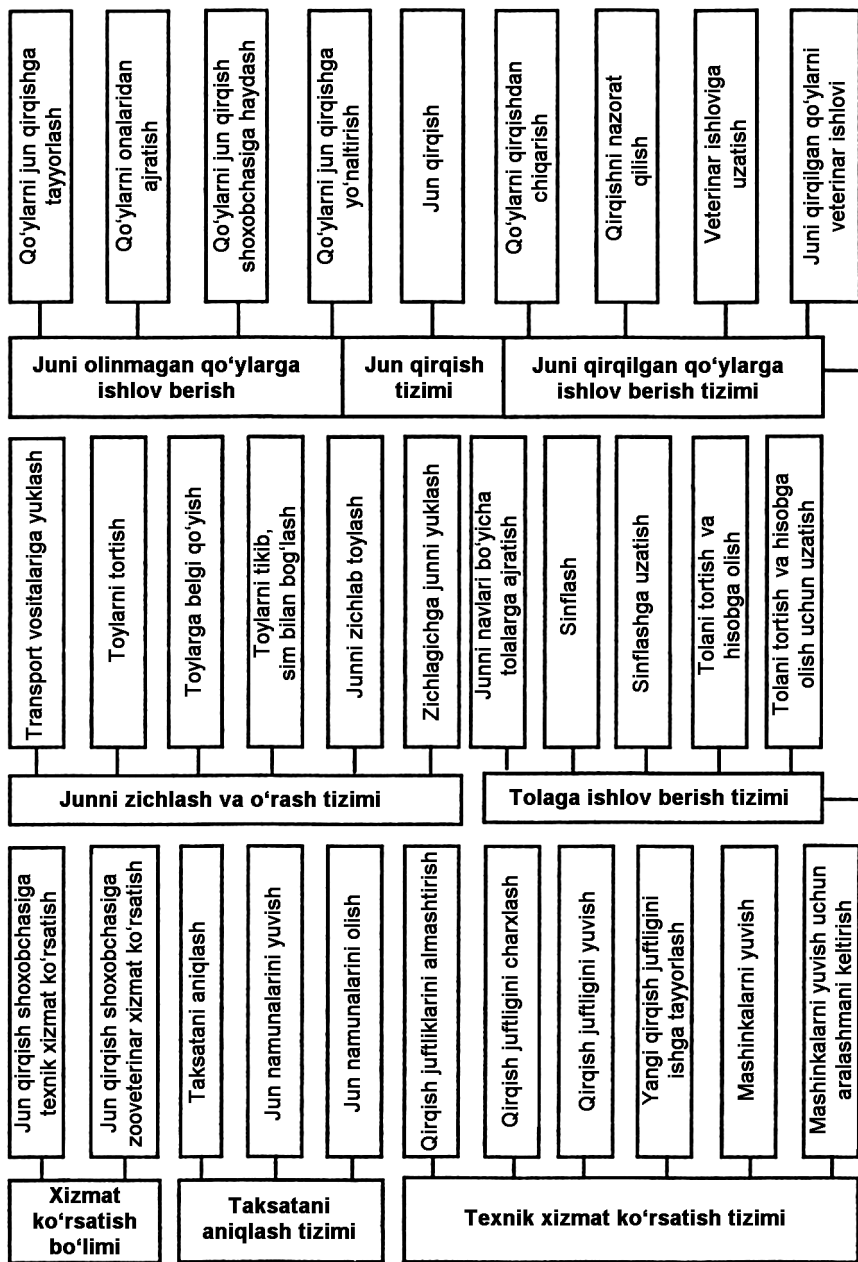 Qo‘ylarni jun qirqishga
tayyorlash
Qo‘ylarni onalaridan
ajratish
Qo‘ylarni jun qirqish
shoxobchasiga haydash
Qo‘ylarni jun qirqishga
yo‘naltirish
Jun qirqish
Qo‘ylarni qirqishdan
chiqarish
Qirqishni nazorat
qilish
Veterinar ishloviga
uzatish
Juni qirqilgan qo‘ylarni
veterinar ishlovi
Juni olinmagan qo‘ylarga
ishlov berish
Jun qirqish
tizimi
Juni qirqilgan qo‘ylarga
ishlov berish tizimi
Transport vositalariga yuklash
Toylarni tortish
Toylarga belgi qo‘yish
Toylarni tikib,
sim bilan bog‘lash
Junni zichlab toylash
Zichlagichga junni yuklash
Junni navlari bo‘yicha
tolalarga ajratish
Sinflash
Sinflashga uzatish
Tolani tortish va
hisobga olish
Tolani tortish va hisobga
olish uchun uzatish
Junni zichlash va o‘rash tizimi
Tolaga ishlov berish tizimi
Jun qirqish shoxobchasiga
texnik xizmat ko‘rsatish
Jun qirqish shoxobchasiga
zooveterinar xizmat ko‘rsatish
Taksatani aniqlash
Jun namunalarini yuvish
Jun namunalarini olish
Qirqish juftliklarini almashtirish
Qirqish juftligini charxlash
Qirqish juftligini yuvish
Yangi qirqish juftligini
ishga tayyorlash
Mashinkalarni yuvish
Mashinkalarni yuvish uchun
aralashmani keltirish
Xizmat
ko‘rsatish
bo‘limi
Taksatani
aniqlash tizimi
Texnik xizmat ko‘rsatish tizimi